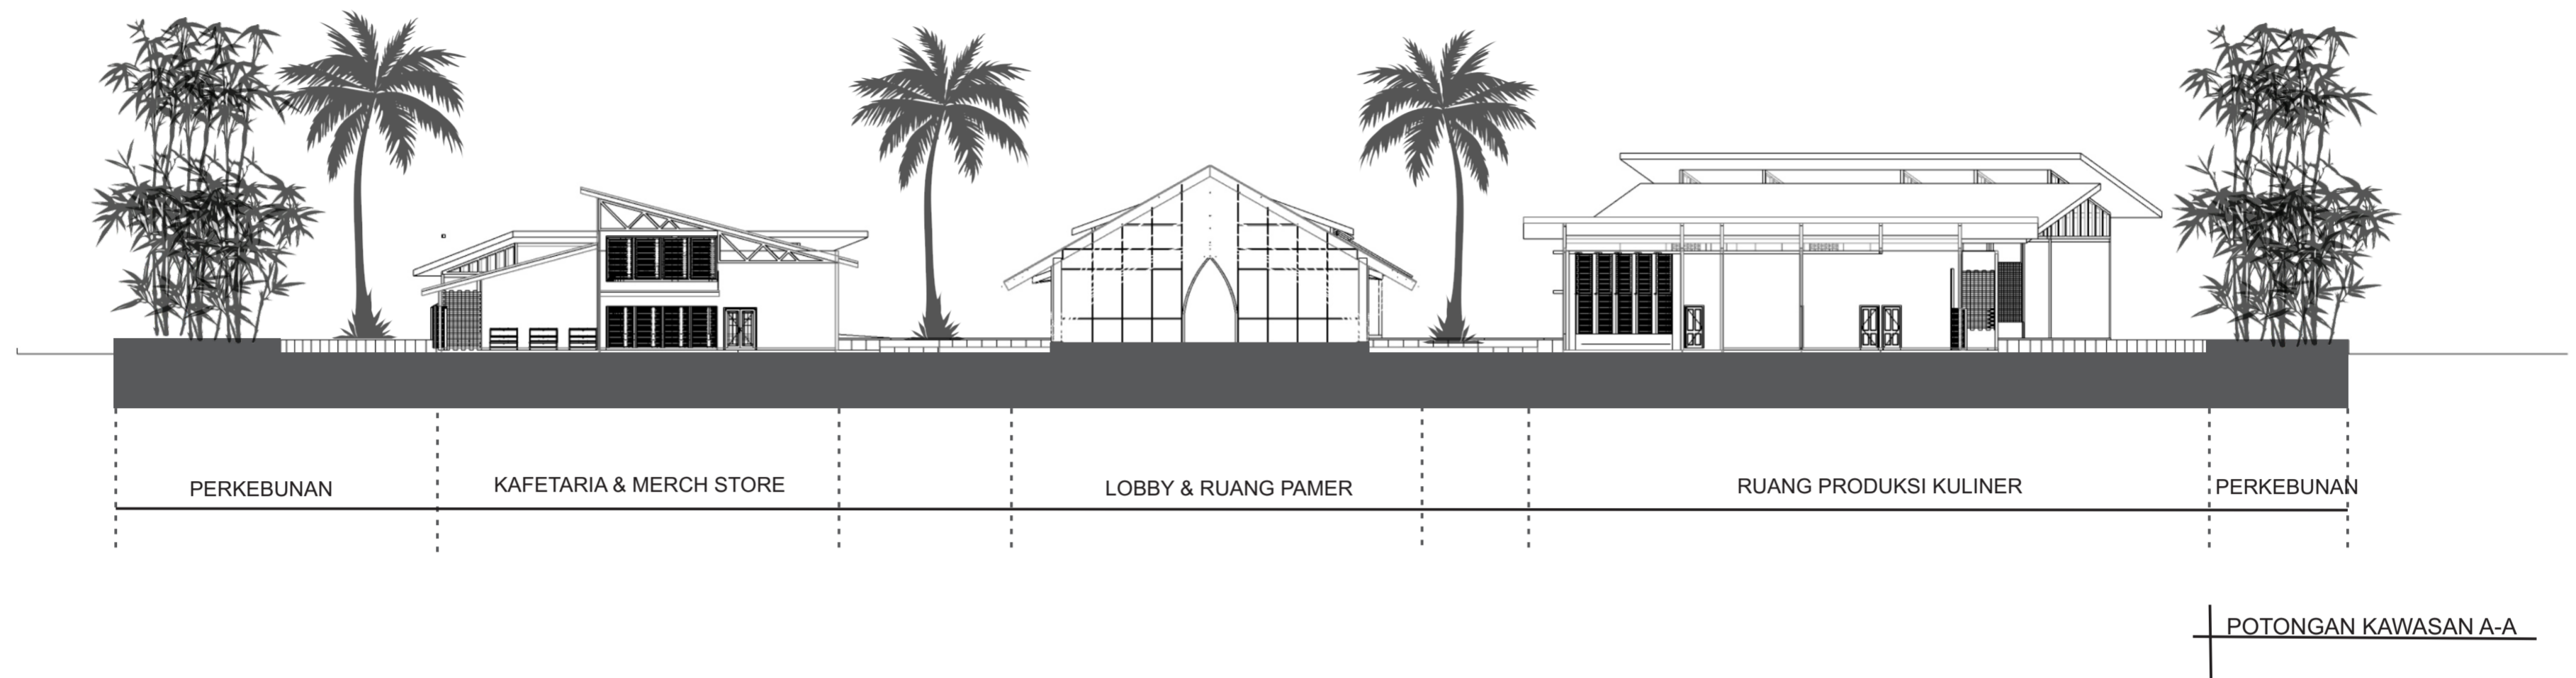 PERKEBUNAN
KAFETARIA & MERCH STORE
LOBBY & RUANG PAMER
RUANG PRODUKSI KULINER
PERKEBUNAN
POTONGAN KAWASAN A-A